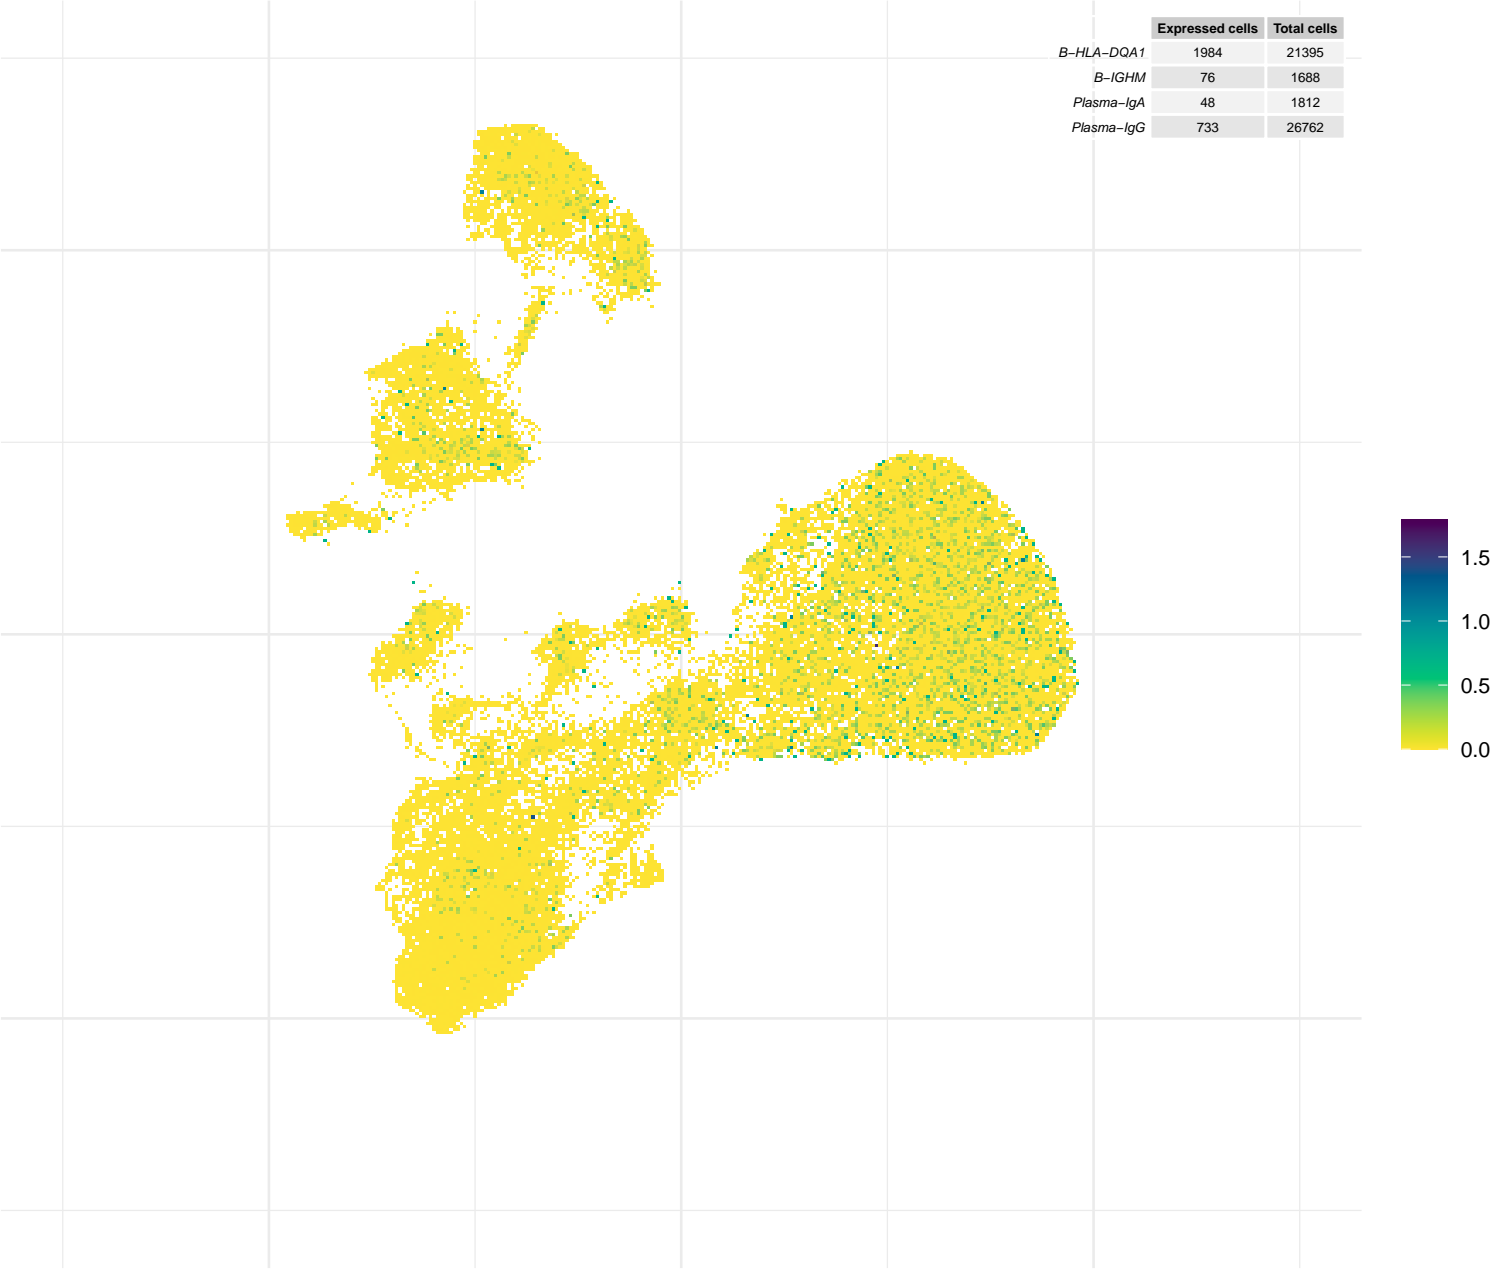 Expressed cells Total cells
B−HLA−DQA1 1984 21395
B−IGHM 76 1688
Plasma−IgA 48 1812
Plasma−IgG 733 26762
1.5
1.0
0.5
0.0